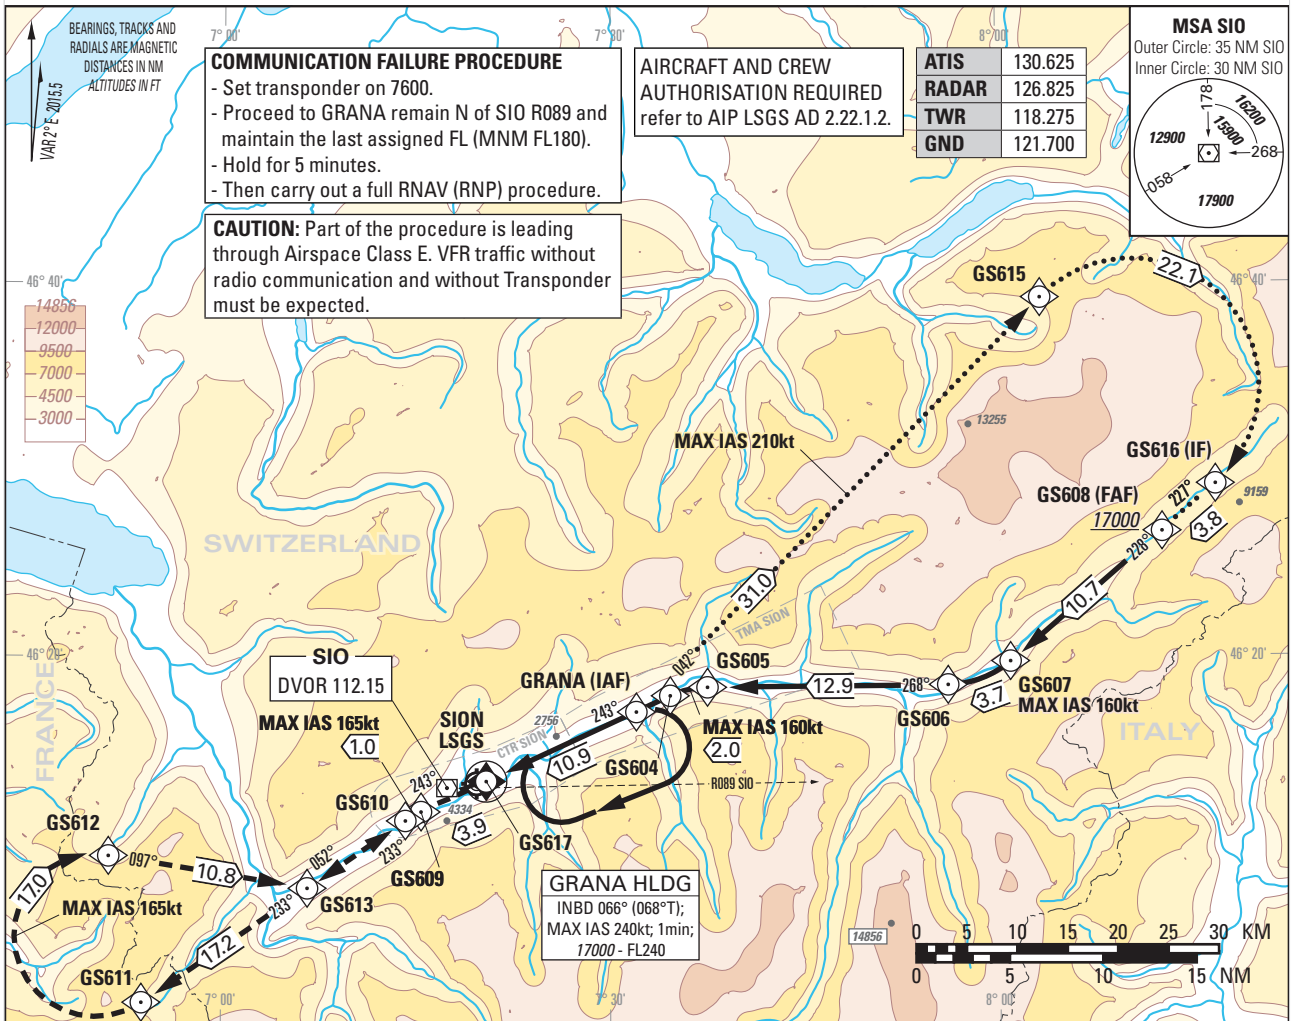 BEARINGS, TRACKS AND
RADIALS ARE MAGNETIC
DISTANCES IN NM
ALTITUDES IN FT
VAR 2° E 2015.5
7° 00'
7° 30'
8° 00'
COMMUNICATION FAILURE PROCEDURE
- Set transponder on 7600.
- Proceed to GRANA remain N of SIO R089 and
maintain the last assigned FL (MNM FL180).
- Hold for 5 minutes.
- Then carry out a full RNAV (RNP) procedure.
CAUTION: Part of the procedure is leading
through Airspace Class E. VFR traffic without
radio communication and without Transponder
must be expected.
AIRCRAFT AND CREW
AUTHORISATION REQUIRED
refer to AIP LSGS AD 2.22.1.2.
ATIS 130.625
RADAR 126.825
TWR 118.275
GND 121.700
MSA SIO
Outer Circle: 35 NM SIO
Inner Circle: 30 NM SIO
178
16200
15900
12900
268
058
17900
46° 40'
46° 40'
14856
12000
9500
7000
4500
3000
GS615
22.1
13255
MAX IAS 210kt
GS616 (IF)
227°
9159
GS608 (FAF)
17000
3.8
228°
SWITZERLAND
10.7
31.0
TMA SION
46° 20'
46° 20'
FRANCE
SIO
DVOR 112.15
042°
GS605
GRANA (IAF)
12.9
268°
GS607
MAX IAS 160kt
3.7
GS606
ITALY
MAX IAS 165kt
1.0
SION
LSGS
243°
2756
CTR SION
10.9
MAX IAS 160kt
2.0
GS604
R089 SIO
243°
GS610
4334
3.9
GS617
GS612
097°
10.8
052°
233°
GS609
17.0
MAX IAS 165kt
233°
GS613
17.2
GS611
GRANA HLDG
INBD 066° (068°T);
MAX IAS 240kt; 1min;
17000 - FL240
14856
0 5 10 15 20 25 30 KM
0 5 10 15 NM
7° 00'
7° 30'
8° 00'